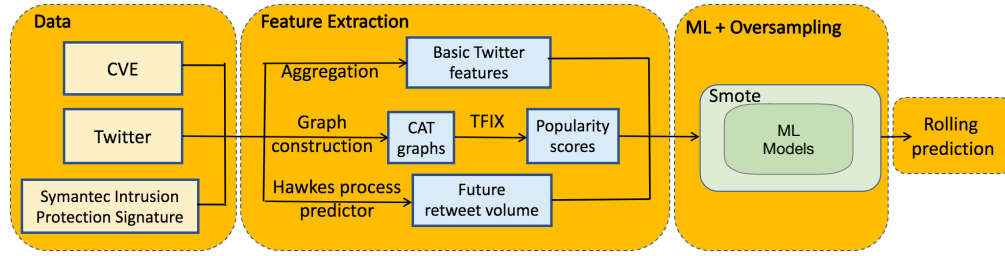 Data
CVE
Twitter
Symantec Intrusion
Protection Signature
Feature Extraction
Aggregation
Basic Twitter
features
Graph
construction
CAT
graphs
TFIX
Popularity
scores
Hawkes process
predictor
Future
retweet volume
ML + Oversampling
Smote
ML
Models
Rolling
prediction